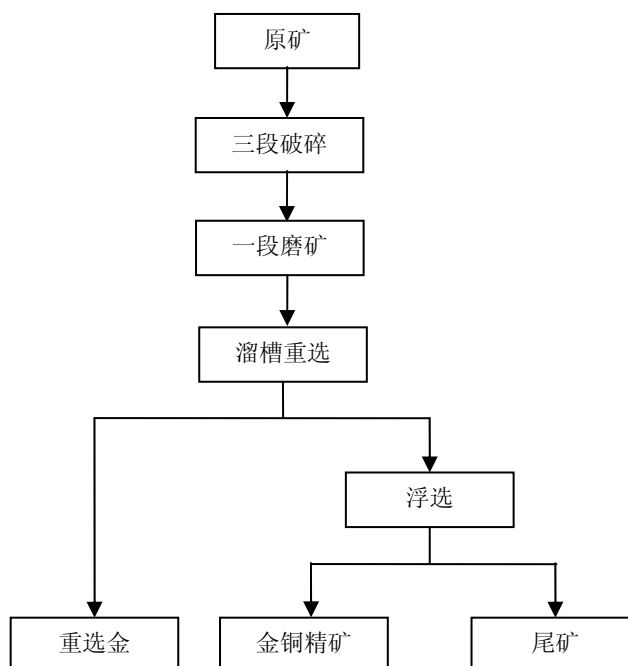 原矿
三段破碎
一段磨矿
溜槽重选
浮选
重选金
金铜精矿
尾矿